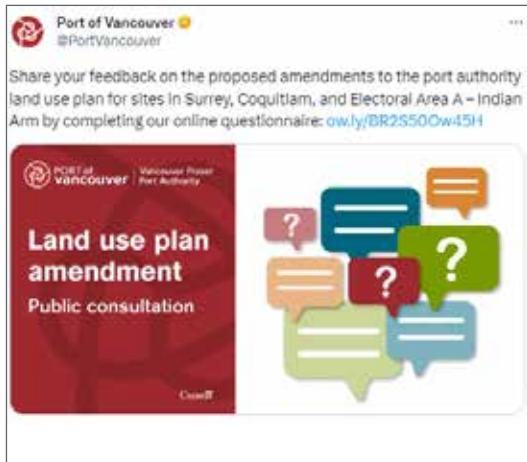 Port of Vancouver
@PortVancouver
Share your feedback on the proposed amendments to the port authority
land use plan for sites in Surrey, Coquitlam, and Electoral Area A – Indian
Arm by completing our online questionnaire: ow.ly/BR2S50Ow45H
PORT of
vancouver
Vancouver Fraser
Port Authority
Land use plan
amendment
Public consultation
?
?
?
Canada